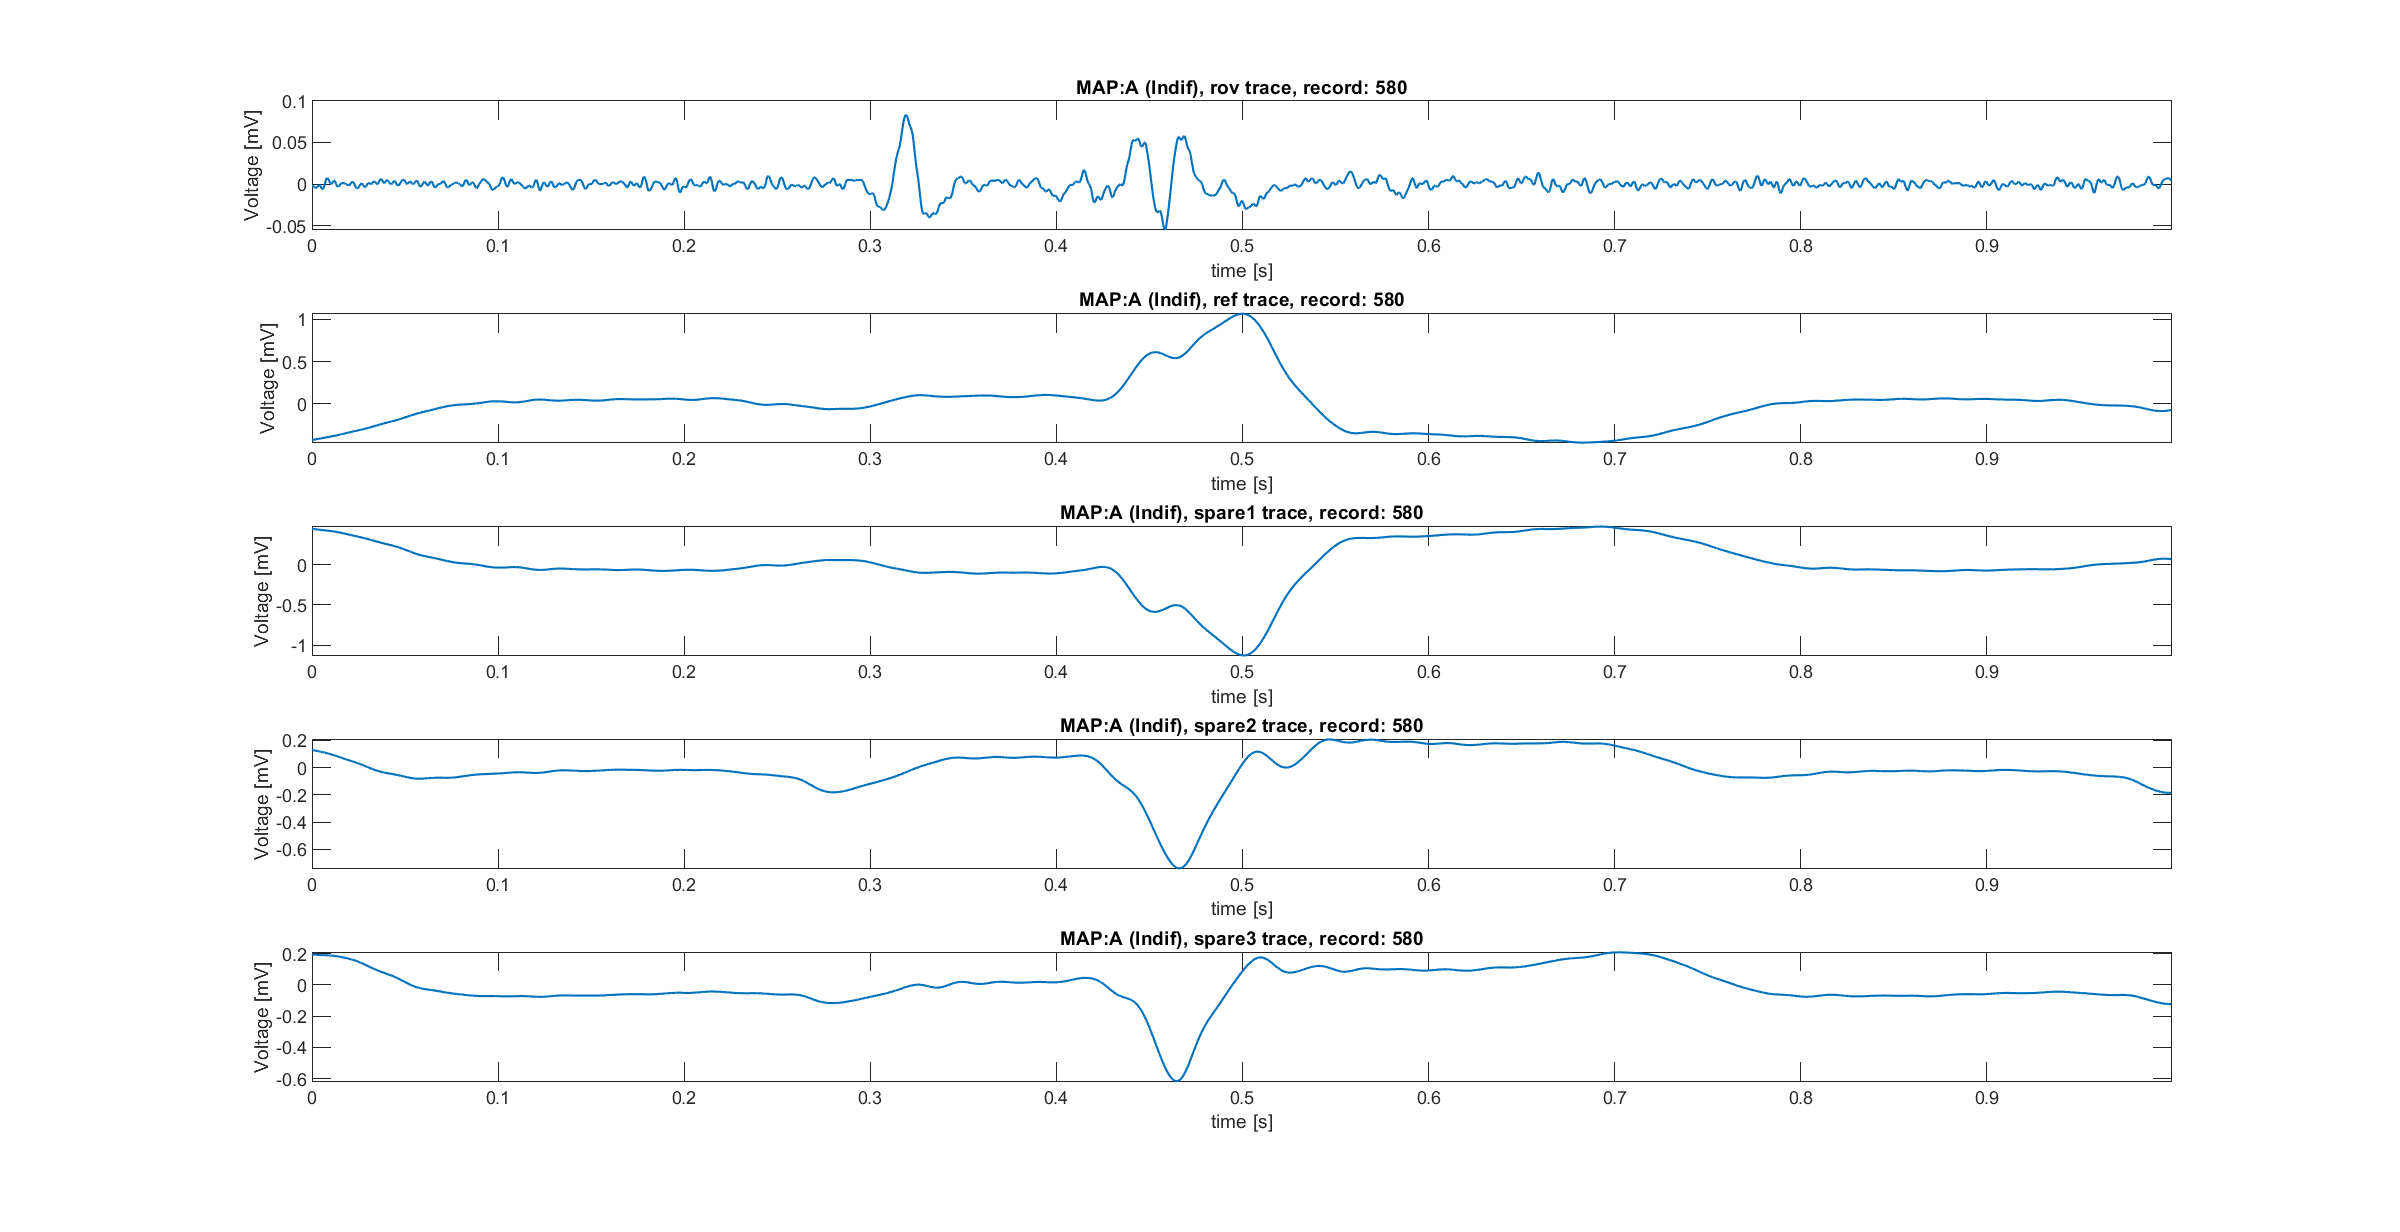 MAP:A (Indif), rov trace, record: 580
Voltage [mV]
0.1
0.05
0
-0.05
0 0.1 0.2 0.3 0.4 0.5 0.6 0.7 0.8 0.9
time [s]
MAP:A (Indif), ref trace, record: 580
Voltage [mV]
1
0.5
0
0 0.1 0.2 0.3 0.4 0.5 0.6 0.7 0.8 0.9
time [s]
MAP:A (Indif), spare1 trace, record: 580
Voltage [mV]
0
-0.5
-1
0 0.1 0.2 0.3 0.4 0.5 0.6 0.7 0.8 0.9
time [s]
MAP:A (Indif), spare2 trace, record: 580
Voltage [mV]
0.2
0
-0.2
-0.4
-0.6
0 0.1 0.2 0.3 0.4 0.5 0.6 0.7 0.8 0.9
time [s]
MAP:A (Indif), spare3 trace, record: 580
Voltage [mV]
0.2
0
-0.2
-0.4
-0.6
0 0.1 0.2 0.3 0.4 0.5 0.6 0.7 0.8 0.9
time [s]